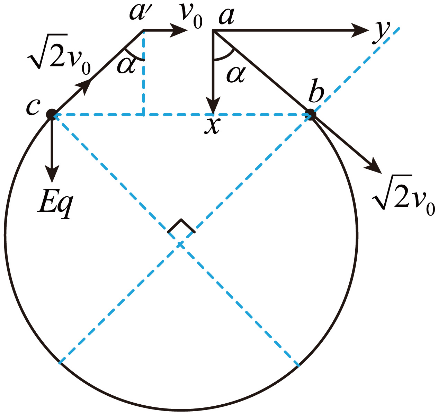 a′ v₀ a y
√2v₀ α α
c x b
Eq √2v₀